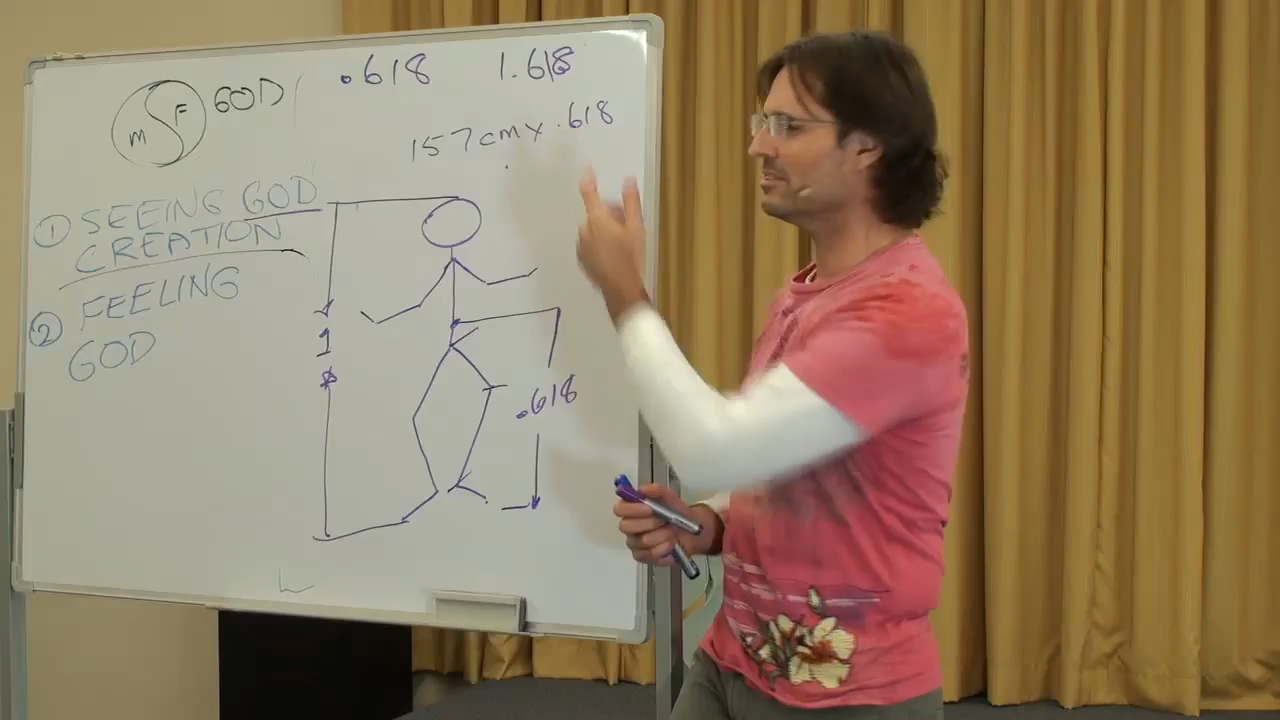 .618 1.618
m F GOD
157cm x .618
① SEEING GOD
CREATION
② FEELING
GOD
1
.618